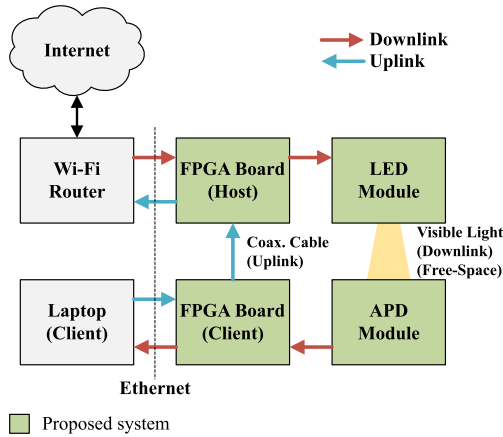 Internet
Downlink
Uplink
Wi-Fi
Router
FPGA Board
(Host)
LED
Module
Coax. Cable
(Uplink)
Visible Light
(Downlink)
(Free-Space)
Laptop
(Client)
FPGA Board
(Client)
APD
Module
Ethernet
Proposed system